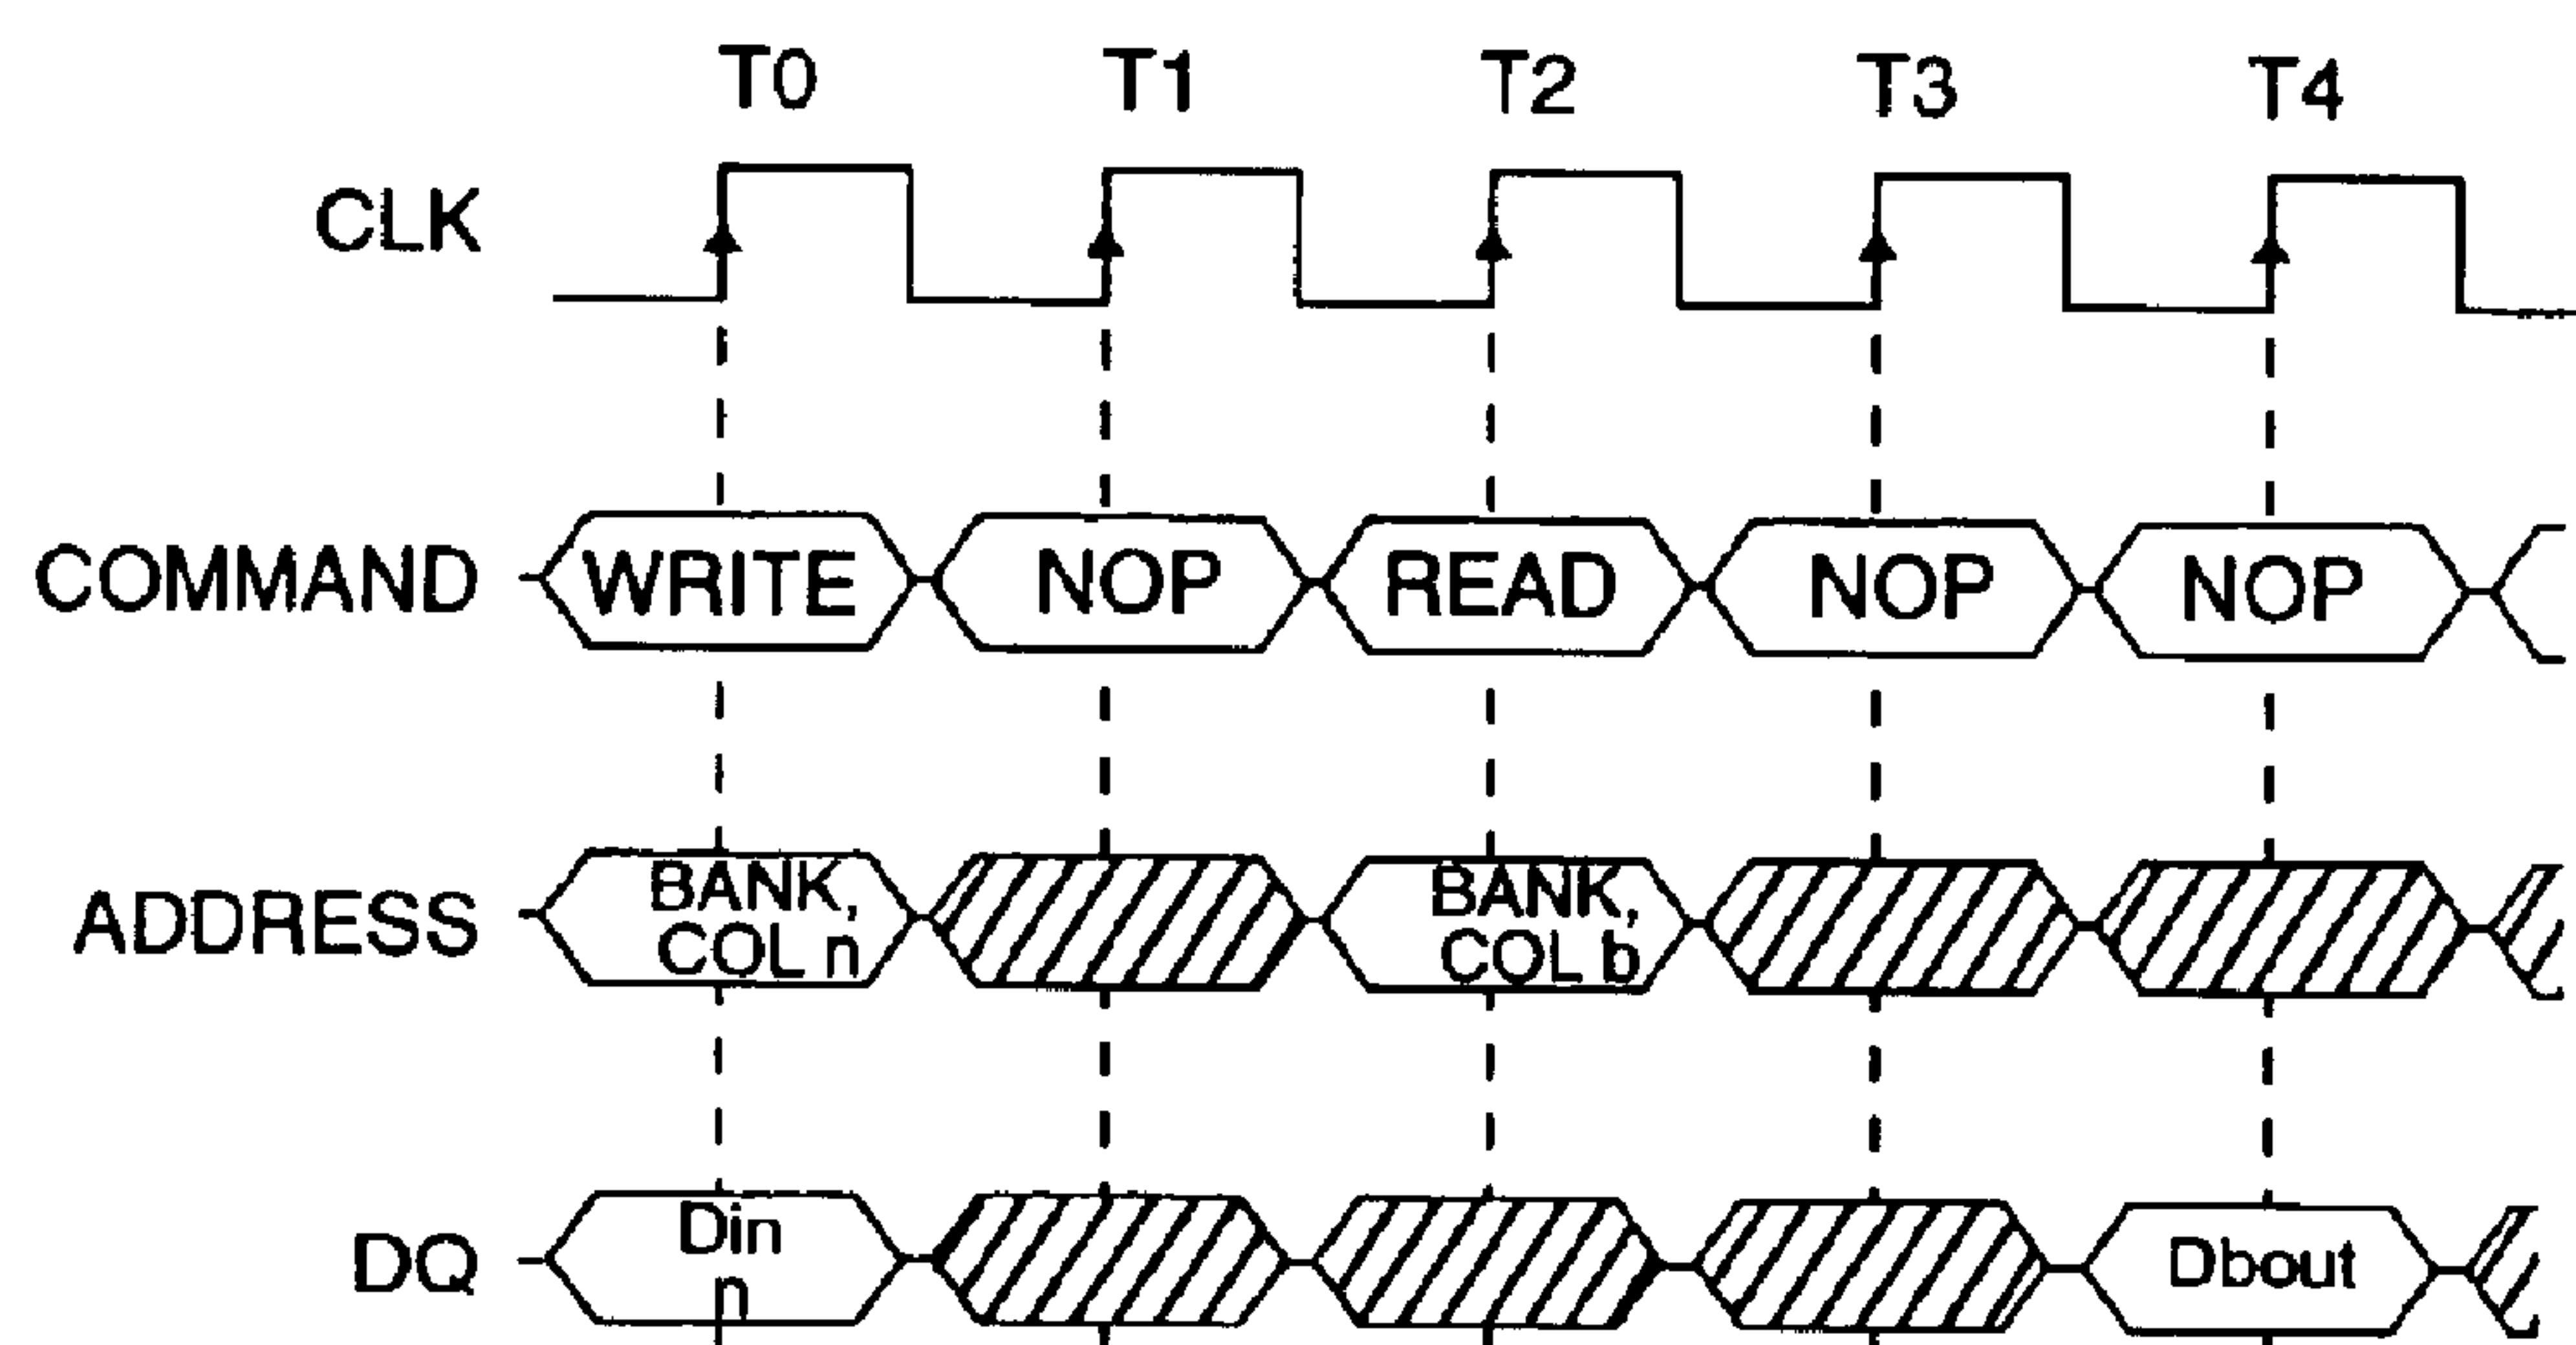 T0 T1 T2 T3 T4
CLK
COMMAND WRITE NOP READ NOP NOP
ADDRESS BANK, COL n BANK, COL b
DQ Din n Dbout